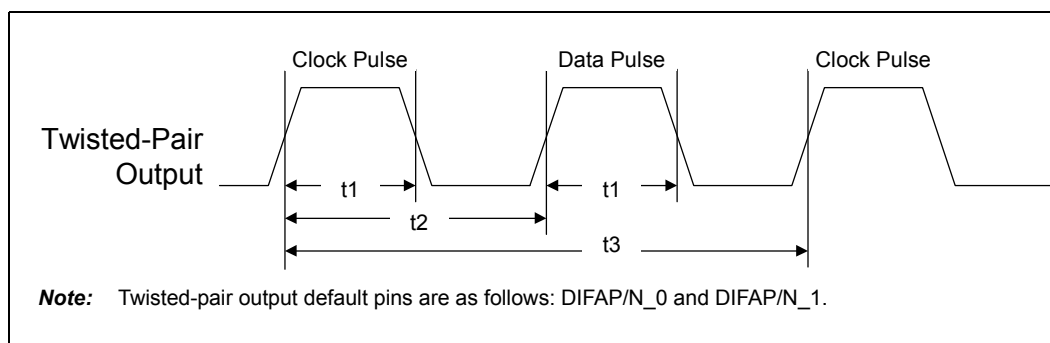 Clock Pulse Data Pulse Clock Pulse
Twisted-Pair
Output
t1 t1
t2
t3
Note: Twisted-pair output default pins are as follows: DIFAP/N_0 and DIFAP/N_1.